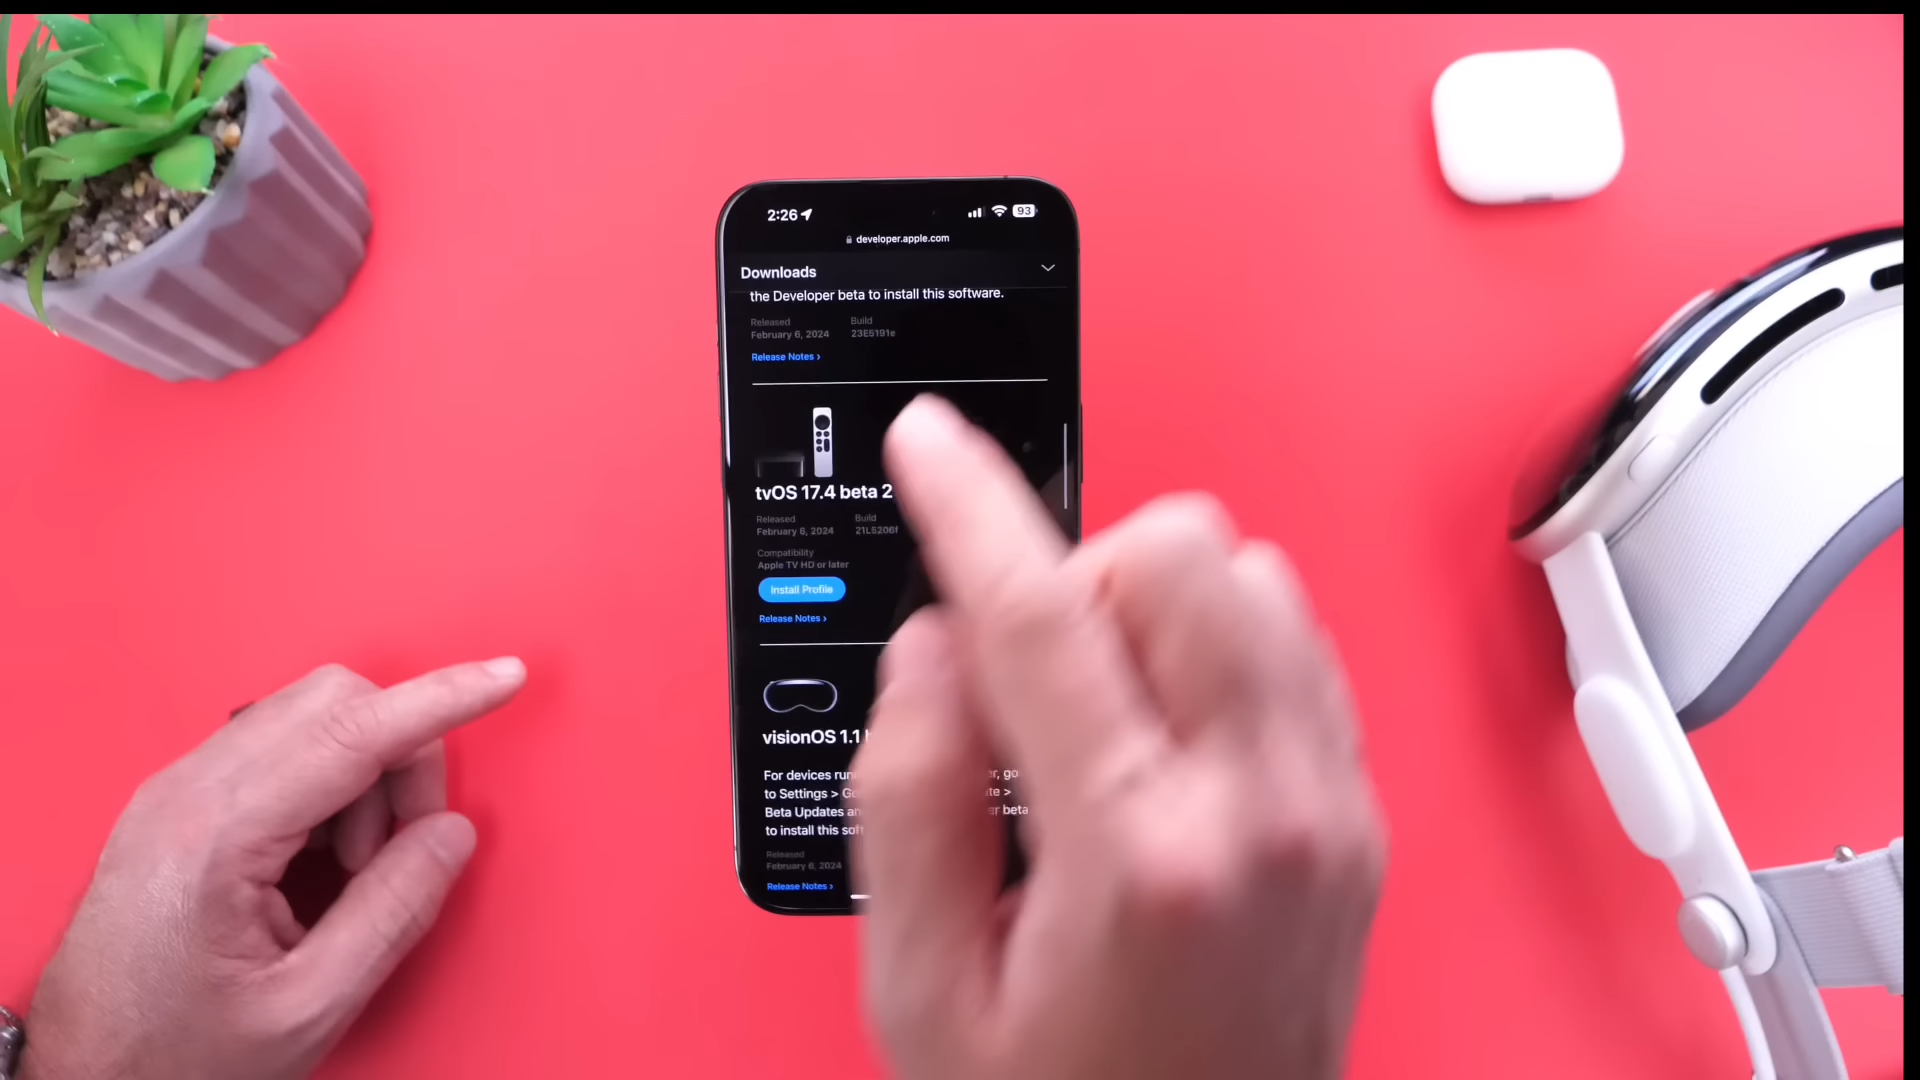 2:26
93
developer.apple.com
Downloads
the Developer beta to install this software.
Released Build
February 6, 2024 23E5191e
Release Notes ›
tvOS 17.4 beta 2
Released Build
February 6, 2024 21L5206f
Compatibility
Apple TV HD or later
Install Profile
Release Notes ›
visionOS 1.1
For devices go
to Settings >
Beta Updates beta
to install this
Released
February 6, 2024
Release Notes ›